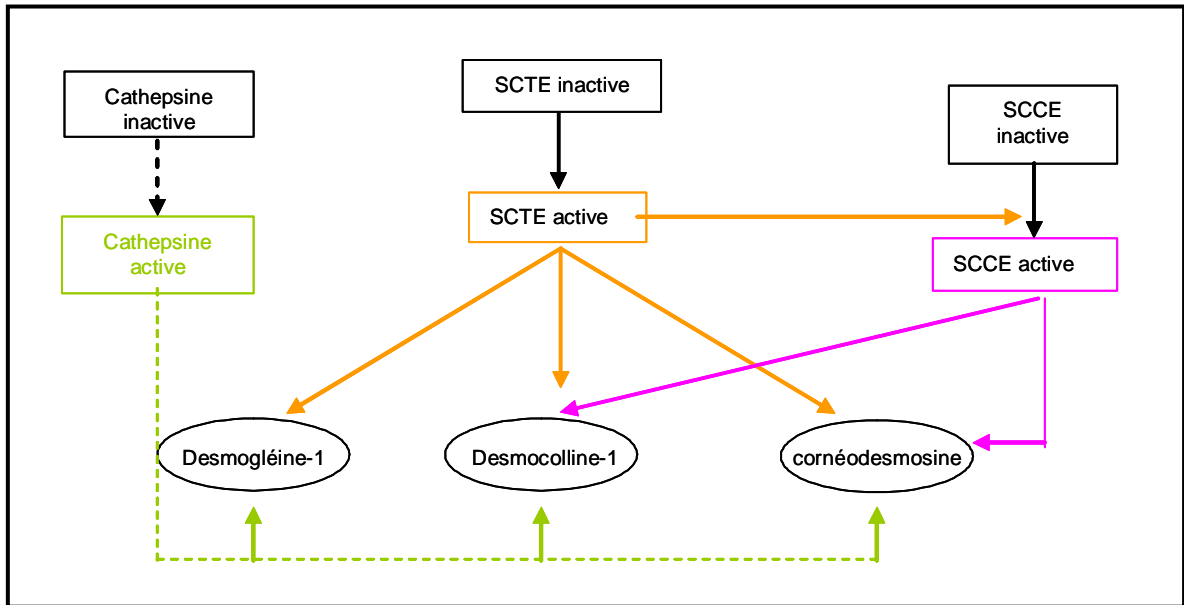 Cathepsine
inactive
SCTE inactive
SCCE
inactive
SCTE active
Cathepsine
active
SCCE active
Desmogléine-1
Desmocolline-1
cornéodesmosine